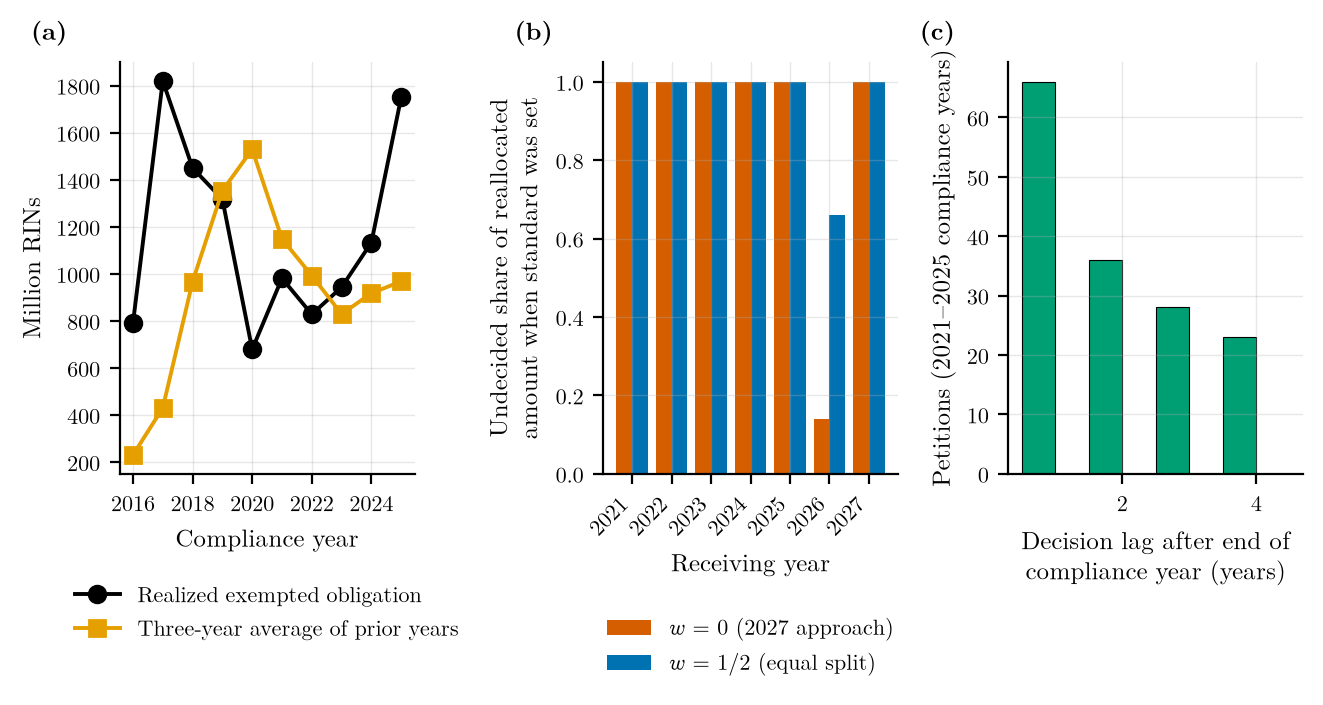 (a)
Million RINs
1800
1600
1400
1200
1000
800
600
400
200
2016 2018 2020 2022 2024
Compliance year
Realized exempted obligation
Three-year average of prior years
(b)
Undecided share of reallocated
amount when standard was set
1.0
0.8
0.6
0.4
0.2
0.0
2021 2022 2023 2024 2025 2026 2027
Receiving year
w = 0 (2027 approach)
w = 1/2 (equal split)
(c)
Petitions (2021–2025 compliance years)
60
50
40
30
20
10
0
2 4
Decision lag after end of
compliance year (years)